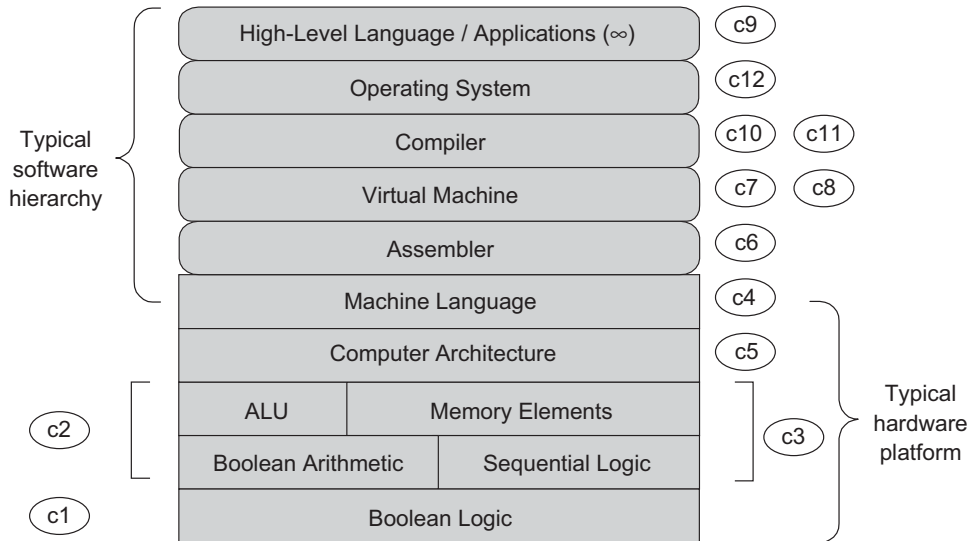 High-Level Language / Applications (∞)
c9
Operating System
c12
Typical
software
hierarchy
Compiler
c10
c11
Virtual Machine
c7
c8
Assembler
c6
Machine Language
c4
Computer Architecture
c5
c2
ALU
Memory Elements
c3
Typical
hardware
platform
Boolean Arithmetic
Sequential Logic
c1
Boolean Logic